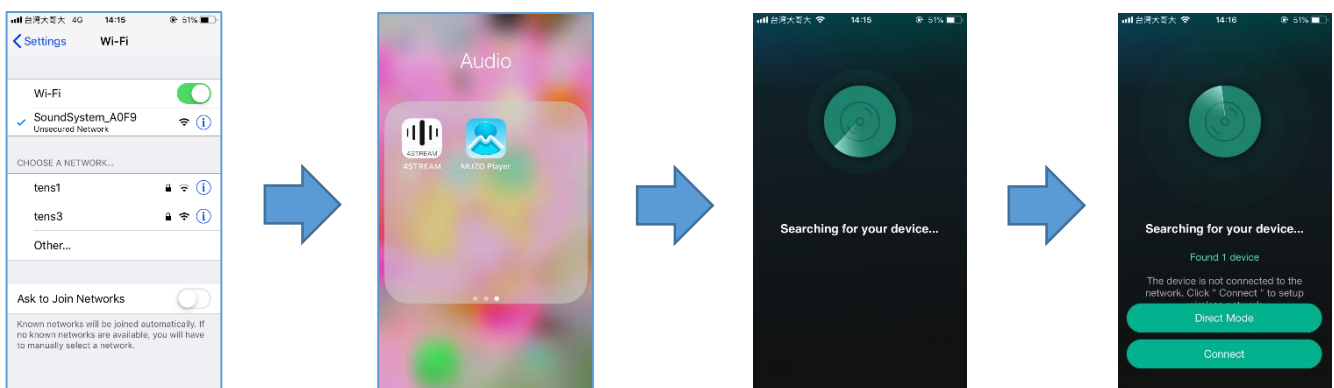 台灣大哥大 4G 14:15 51%
Settings Wi-Fi
Wi-Fi
SoundSystem_A0F9
Unsecured Network
CHOOSE A NETWORK...
tens1
tens3
Other...
Ask to Join Networks
Known networks will be joined automatically. If
no known networks are available, you will have
to manually select a network.
Audio
4STREAM
4STREAM MUZO Player
台灣大哥大 14:15 51%
Searching for your device...
台灣大哥大 14:16 51%
Searching for your device...
Found 1 device
The device is not connected to the
network. Click " Connect " to setup
Direct Mode
Connect